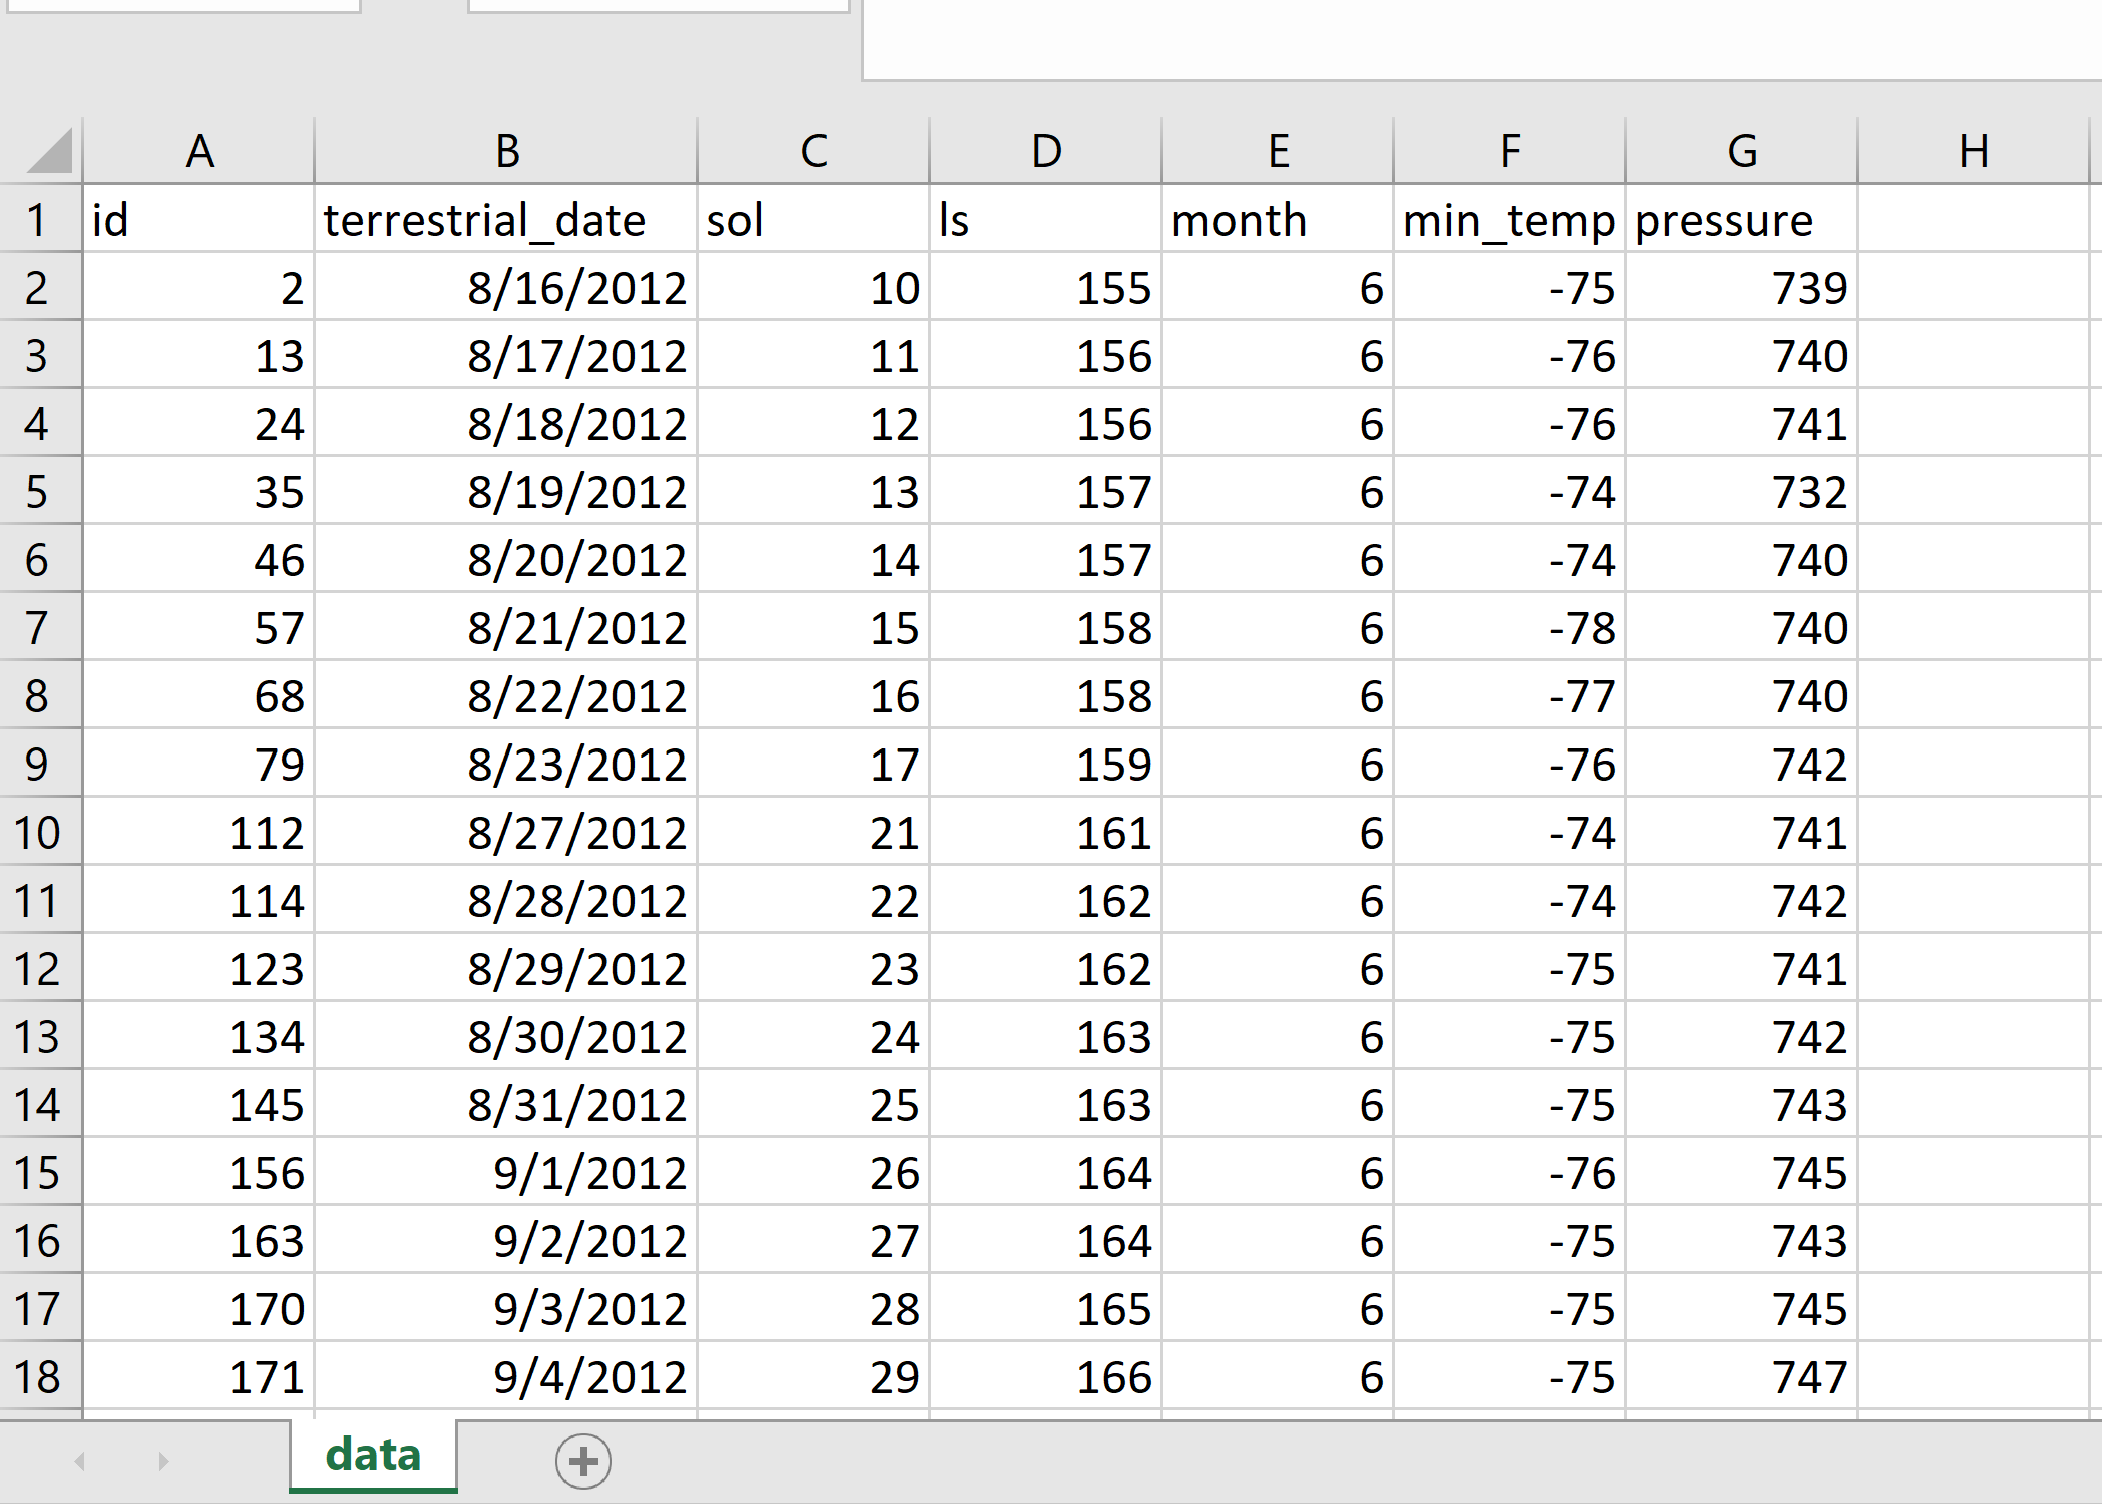 A B C D E F G H
1 id terrestrial_date sol ls month min_temp pressure
2 2 8/16/2012 10 155 6 -75 739
3 13 8/17/2012 11 156 6 -76 740
4 24 8/18/2012 12 156 6 -76 741
5 35 8/19/2012 13 157 6 -74 732
6 46 8/20/2012 14 157 6 -74 740
7 57 8/21/2012 15 158 6 -78 740
8 68 8/22/2012 16 158 6 -77 740
9 79 8/23/2012 17 159 6 -76 742
10 112 8/27/2012 21 161 6 -74 741
11 114 8/28/2012 22 162 6 -74 742
12 123 8/29/2012 23 162 6 -75 741
13 134 8/30/2012 24 163 6 -75 742
14 145 8/31/2012 25 163 6 -75 743
15 156 9/1/2012 26 164 6 -76 745
16 163 9/2/2012 27 164 6 -75 743
17 170 9/3/2012 28 165 6 -75 745
18 171 9/4/2012 29 166 6 -75 747
data